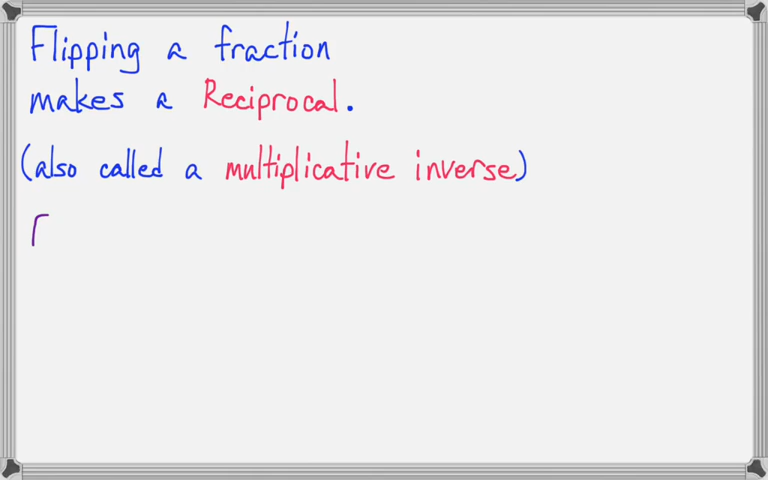 Flipping a fraction
makes a Reciprocal.
(also called a multiplicative inverse)